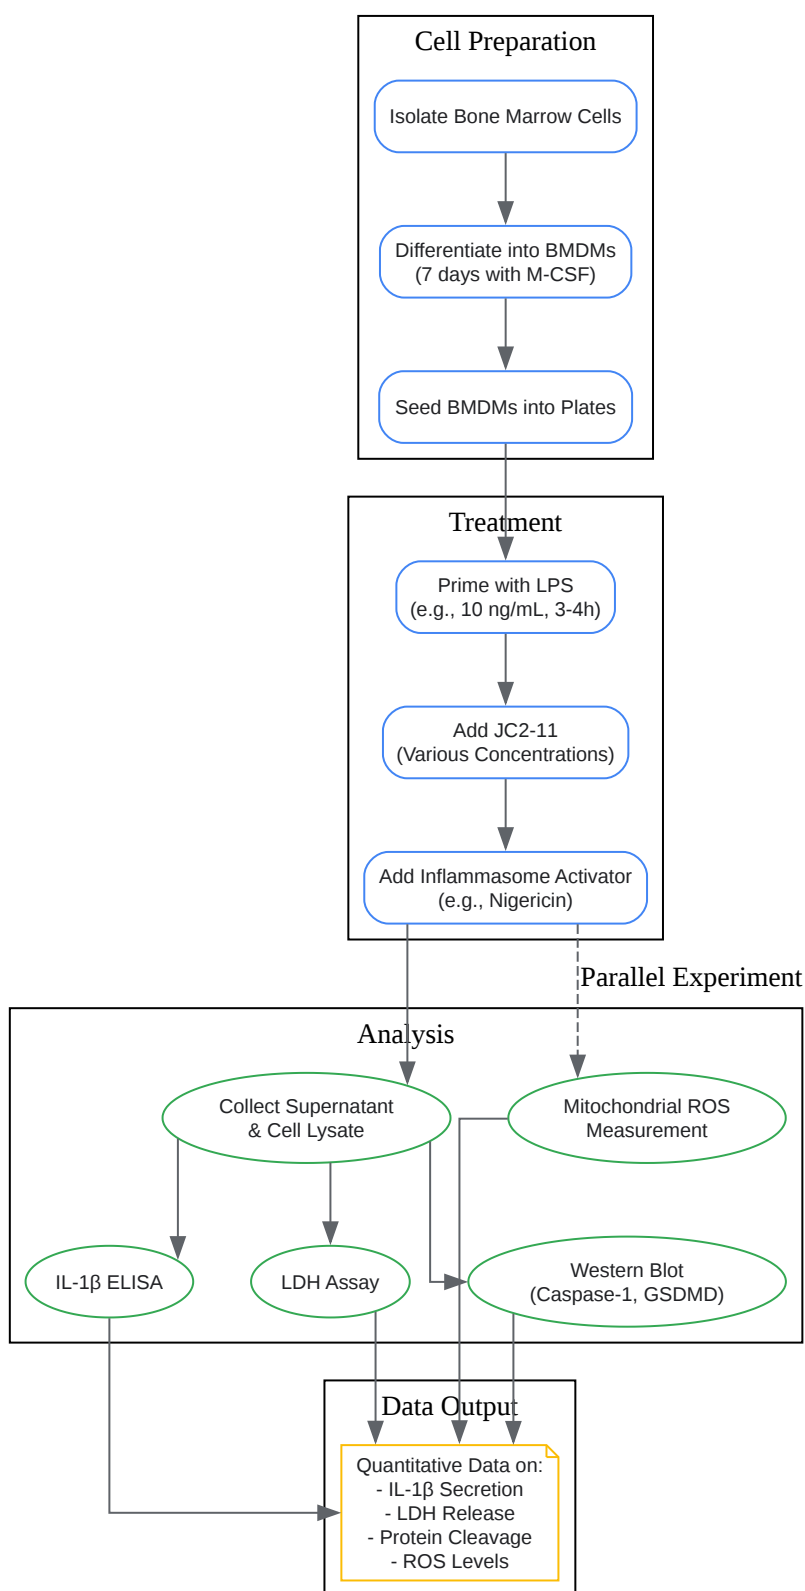 Cell Preparation
Isolate Bone Marrow Cells
Differentiate into BMDMs
(7 days with M-CSF)
Seed BMDMs into Plates
Treatment
Prime with LPS
(e.g., 10 ng/mL, 3-4h)
Add JC2-11
(Various Concentrations)
Add Inflammasome Activator
(e.g., Nigericin)
Parallel Experiment
Analysis
Collect Supernatant
& Cell Lysate
Mitochondrial ROS
Measurement
IL-1β ELISA
LDH Assay
Western Blot
(Caspase-1, GSDMD)
Data Output
Quantitative Data on:
- IL-1β Secretion
- LDH Release
- Protein Cleavage
- ROS Levels